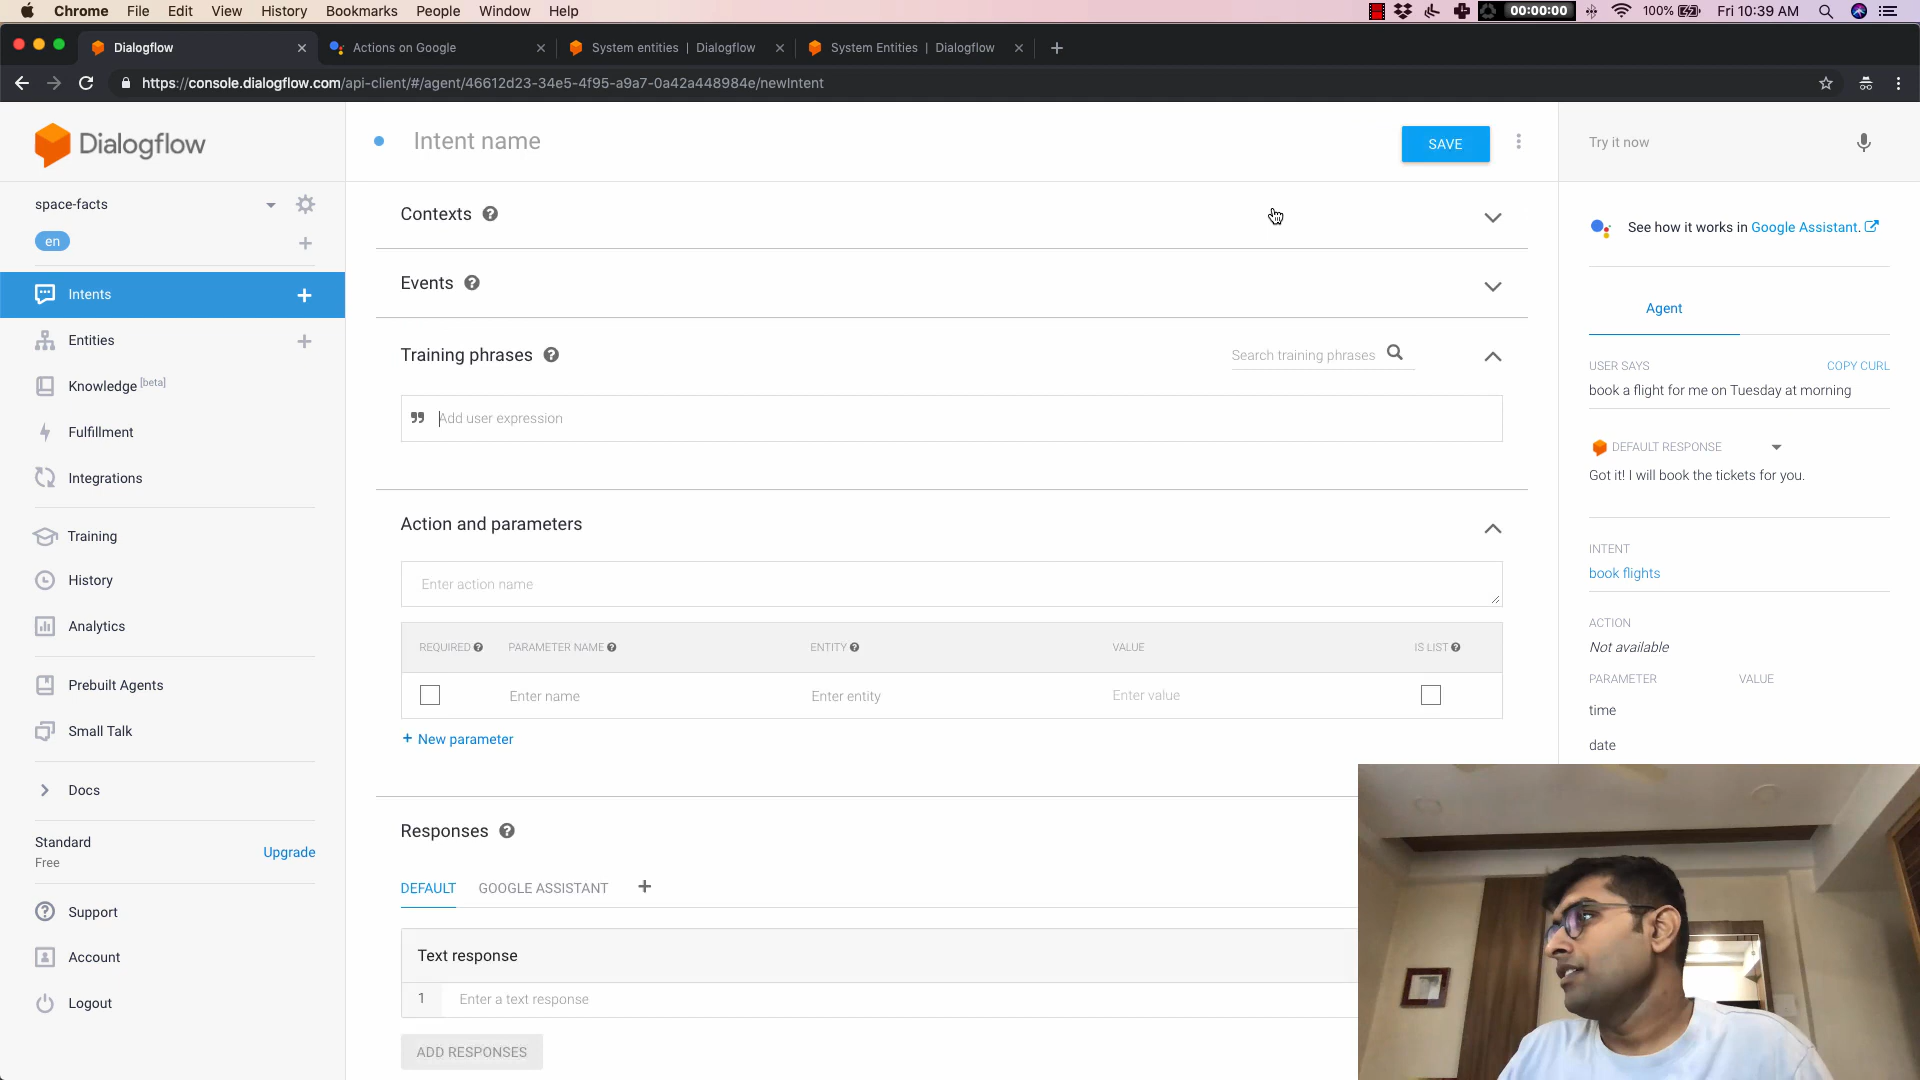 Chrome File Edit View History Bookmarks People Window Help 00:00:00 100% Fri 10:39 AM
Dialogflow Actions on Google System entities | Dialogflow System Entities | Dialogflow
https://console.dialogflow.com/api-client/#/agent/46612d23-34e5-4f95-a9a7-0a42a448984e/newIntent
Dialogflow
space-facts
en
Intents
Entities
Knowledge [beta]
Fulfillment
Integrations
Training
History
Analytics
Prebuilt Agents
Small Talk
Docs
Standard
Free
Upgrade
Support
Account
Logout
Intent name
SAVE
Contexts
Events
Training phrases
Search training phrases
Add user expression
Action and parameters
Enter action name
REQUIRED PARAMETER NAME ENTITY VALUE IS LIST
Enter name Enter entity Enter value
+ New parameter
Responses
DEFAULT GOOGLE ASSISTANT +
Text response
1 Enter a text response
ADD RESPONSES
Try it now
See how it works in Google Assistant.
Agent
USER SAYS COPY CURL
book a flight for me on Tuesday at morning
DEFAULT RESPONSE
Got it! I will book the tickets for you.
INTENT
book flights
ACTION
Not available
PARAMETER VALUE
time
date